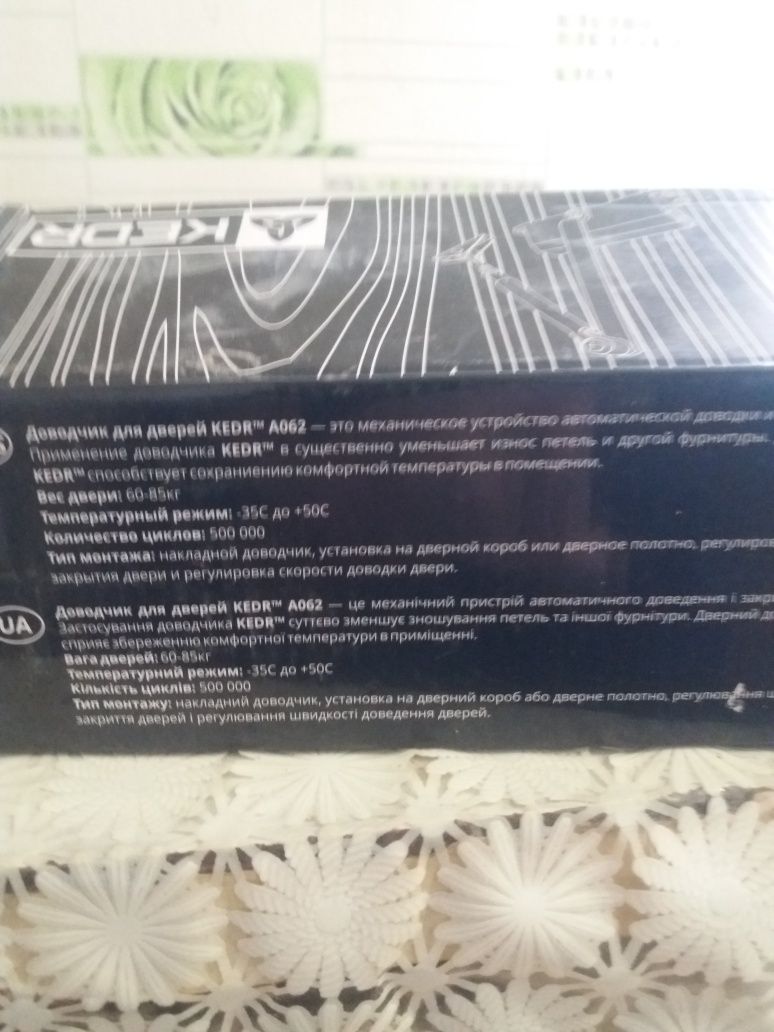 KEDR
Доводчик для дверей KEDR™ A062 — это механическое устройство автоматической доводки и
Применение доводчика KEDR™ в существенно уменьшает износ петель и другой фурнитуры.
KEDR™ способствует сохраниению комфортной температуры в помещении.
Вес двери: 60-85кг
Температурный режим: -35С до +50С
Количество циклов: 500 000
Тип монтажа: накладной доводчик, установка на дверной короб или дверное полотно,
закрытия двери и регулировка скорости доводки двери.
UA
Доводчик для дверей KEDR™ A062 — це механічний пристрій автоматичного доведення і
Застосування доводчика KEDR™ суттєво зменшує зношування петель та іншої фурнітури. Дверний
сприяє збереженню комфортної температури в приміщенні.
Вага дверей: 60-85кг
Температурний режим: -35С до +50С
Кількість циклів: 500 000
Тип монтажу: накладний доводчик, установка на дверний короб або дверне полотно,
закриття дверей і регулювання швидкості доведення дверей.